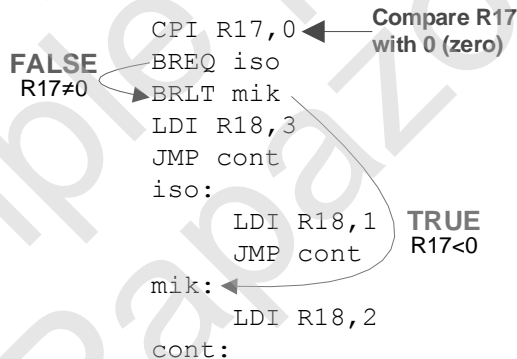 CPI R17,0
Compare R17
with 0 (zero)
FALSE
R17≠0
BREQ iso
BRLT mik
LDI R18,3
JMP cont
iso:
LDI R18,1
JMP cont
TRUE
R17<0
mik:
LDI R18,2
cont: